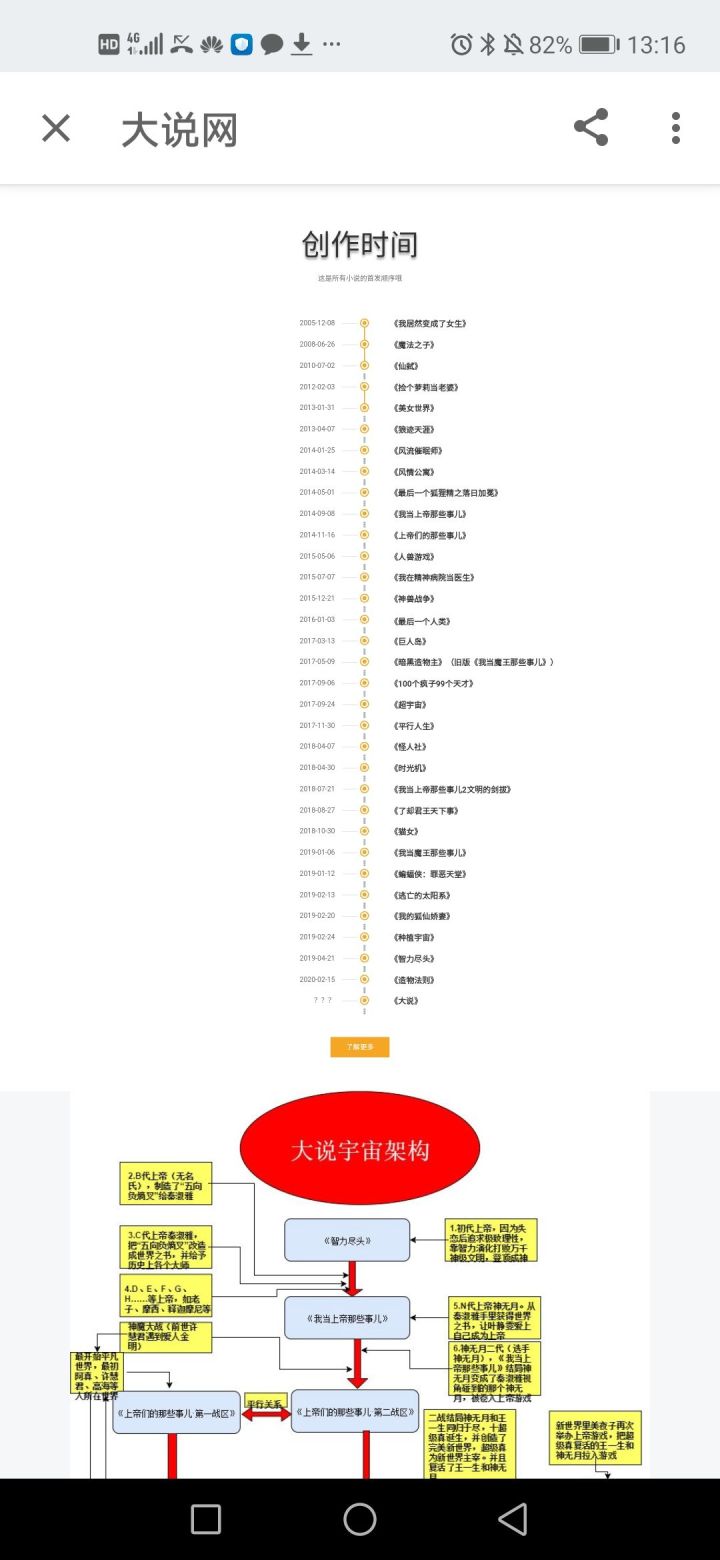 HD 4G 82% 13:16
大说网
创作时间
这是所有小说的首发顺序哦
2005-12-08 《我居然变成了女生》
2008-06-26 《魔法之子》
2010-07-02 《仙弑》
2012-02-03 《捡个萝莉当老婆》
2013-01-31 《美女世界》
2013-04-07 《狼迹天涯》
2014-01-25 《风流催眠师》
2014-03-14 《风情公寓》
2014-05-01 《最后一个狐狸精之落日加冕》
2014-09-08 《我当上帝那些事儿》
2014-11-16 《上帝们的那些事儿》
2015-05-06 《人兽游戏》
2015-07-07 《我在精神病院当医生》
2015-12-21 《神兽战争》
2016-01-03 《最后一个人类》
2017-03-13 《巨人岛》
2017-05-09 《暗黑造物主》（旧版《我当魔王那些事儿》）
2017-09-06 《100个疯子99个天才》
2017-09-24 《超宇宙》
2017-11-30 《平行人生》
2018-04-07 《怪人社》
2018-04-30 《时光机》
2018-07-21 《我当上帝那些事儿2文明的剑拔》
2018-08-27 《了却君王天下事》
2018-10-30 《猫女》
2019-01-06 《我当魔王那些事儿》
2019-01-12 《蝙蝠侠：罪恶天堂》
2019-02-13 《逃亡的太阳系》
2019-02-20 《我的狐仙娇妻》
2019-02-24 《种植宇宙》
2019-04-21 《智力尽头》
2020-02-15 《造物法则》
？？？ 《大说》
了解更多
大说宇宙架构
2.B代上帝（无名
氏），制造了“五向
负熵叉”给秦淑雅
《智力尽头》
1.初代上帝，因为失
恋后追求极致理性，
靠智力演化打败万千
神级文明，登顶成神
3.C代上帝秦淑雅，
把“五向负熵叉”改造
成世界之书，并给予
历史上各个大师
4.D、E、F、G、
H……等上帝，如老
子、摩西、释迦摩尼等
《我当上帝那些事儿》
5.N代上帝神无月。从
秦淑雅手里获得世界
之书，让叶静雯爱上
自己成为上帝
神魔大战（前世许
慧君遇到爱人金
明）
6.神无月二代（选手
神无月），《我当上
帝那些事儿》结局神
无月变成了秦淑雅视
角碰到的那个神无
月，被卷入上帝游戏
最开始平凡
世界，最初
阿真、许慧
君、高海等
人所在世界
《上帝们的那些事儿·第一战区》
平行关系
《上帝们的那些事儿·第二战区》
二战结局神无月和王
一生同归于尽，十超
级真诞生，并创造了
完美新世界，超级真
为新世界主宰。并且
复活了王一生和神无
月
新世界里美夜子再次
举办上帝游戏，把超
级真复活的王一生和
神无月拉入游戏